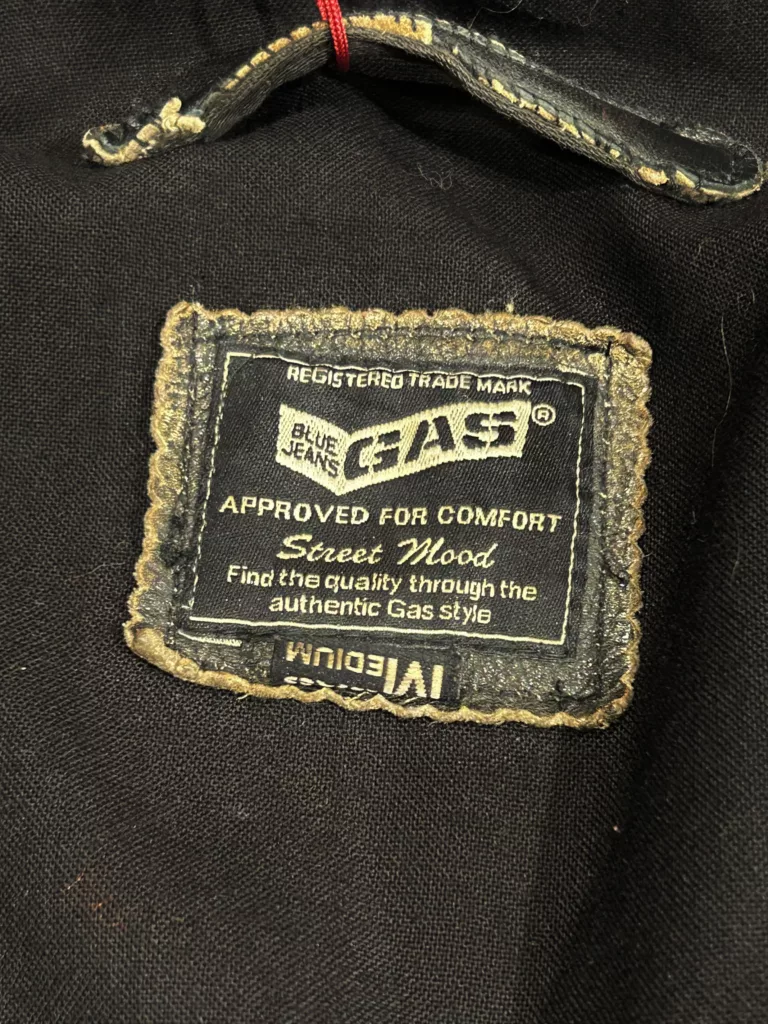 REGISTERED TRADE MARK
BLUE
JEANS
GAS®
APPROVED FOR COMFORT
Street Mood
Find the quality through the
authentic Gas style
MEDIUM